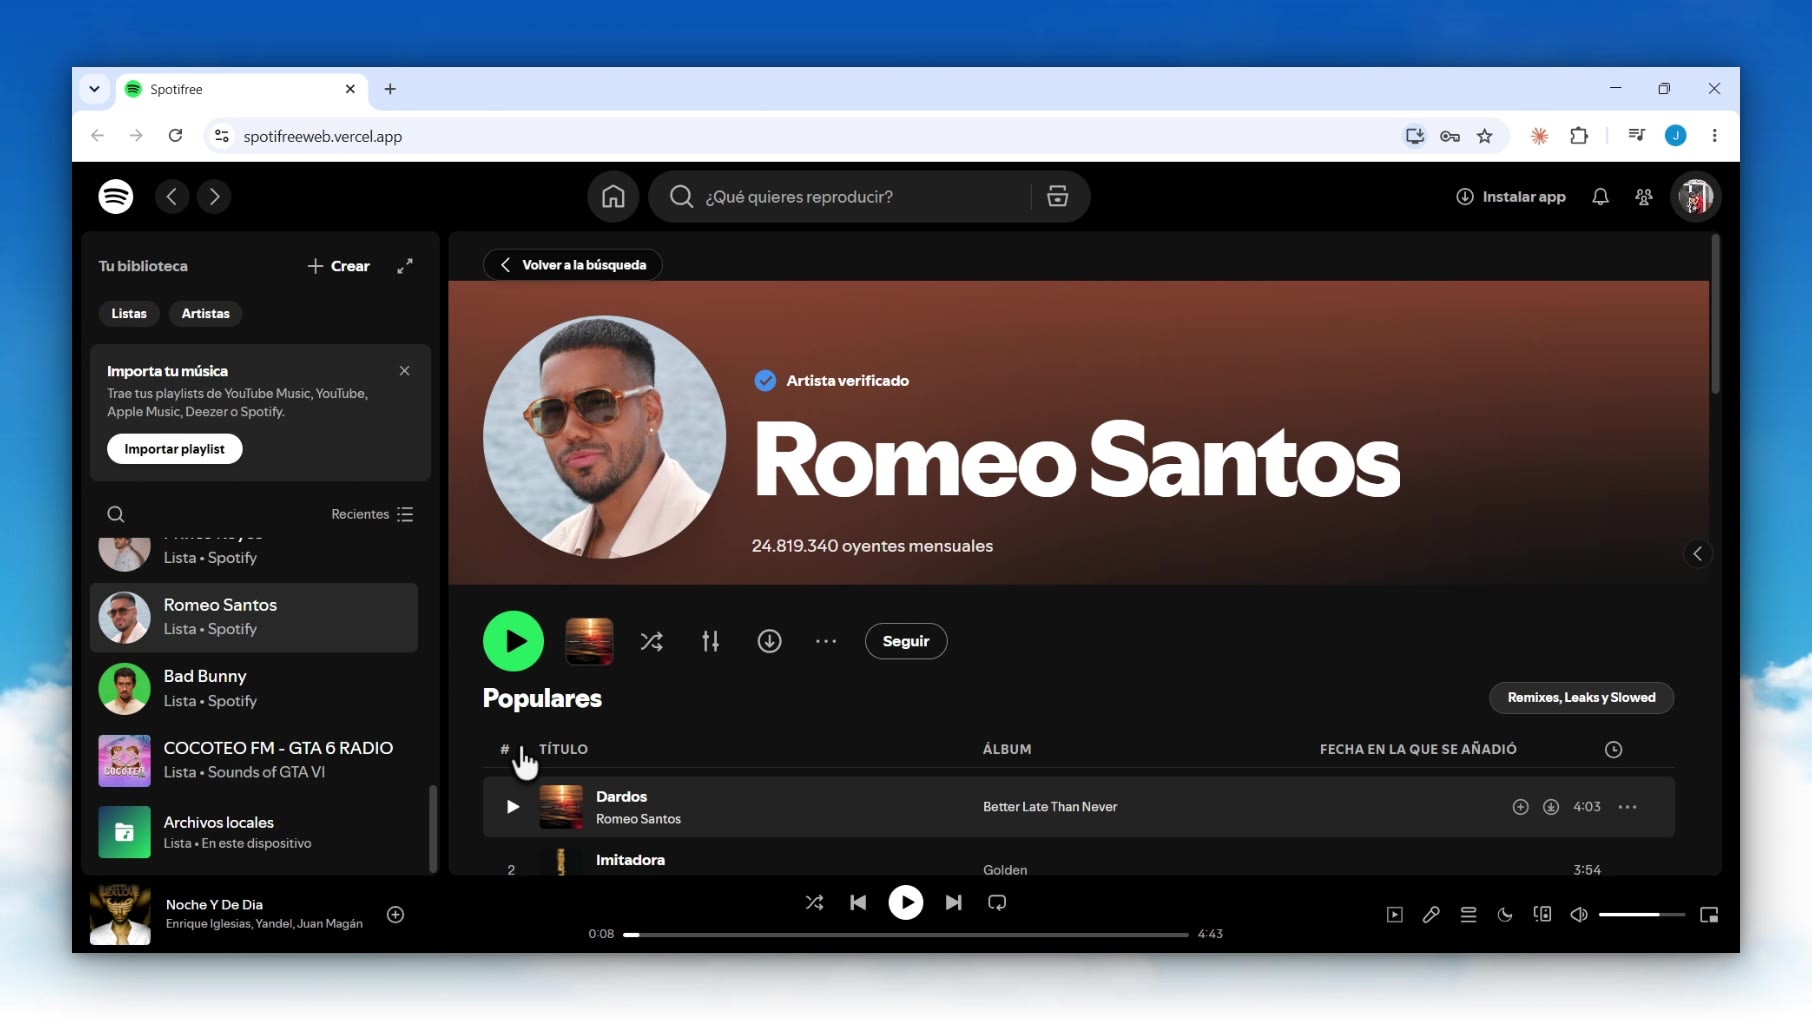 Spotifree
spotifreeweb.vercel.app
J
¿Qué quieres reproducir?
Instalar app
Tu biblioteca
Crear
Listas
Artistas
Importa tu música
Trae tus playlists de YouTube Music, YouTube,
Apple Music, Deezer o Spotify.
Importar playlist
Recientes
Lista • Spotify
Romeo Santos
Lista • Spotify
Bad Bunny
Lista • Spotify
COCOTEO FM - GTA 6 RADIO
Lista • Sounds of GTA VI
Archivos locales
Lista • En este dispositivo
Volver a la búsqueda
Artista verificado
Romeo Santos
24.819.340 oyentes mensuales
Seguir
Populares
Remixes, Leaks y Slowed
# TÍTULO ÁLBUM FECHA EN LA QUE SE AÑADIÓ
Dardos
Romeo Santos
Better Late Than Never
4:03
2
Imitadora
Golden
3:54
Noche Y De Dia
Enrique Iglesias, Yandel, Juan Magán
0:08
4:43